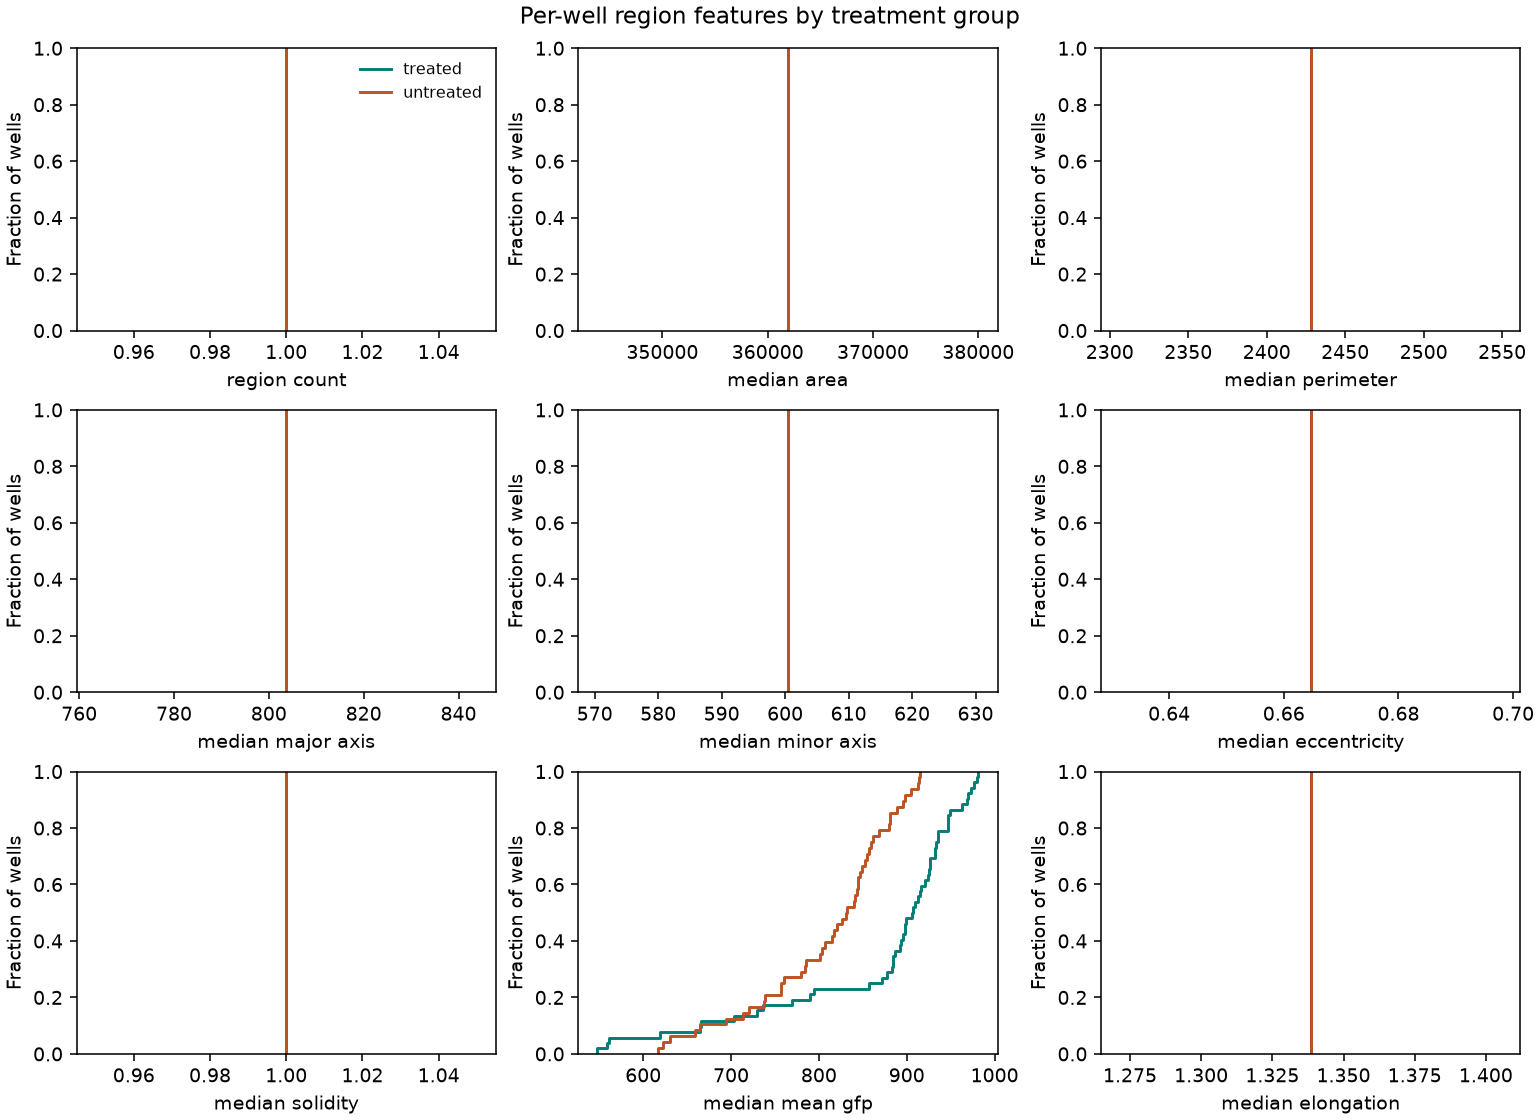 Per-well region features by treatment group
1.0
0.8
0.6
0.4
0.2
0.0
Fraction of wells
treated
untreated
0.96 0.98 1.00 1.02 1.04
region count
1.0
0.8
0.6
0.4
0.2
0.0
Fraction of wells
350000 360000 370000 380000
median area
1.0
0.8
0.6
0.4
0.2
0.0
Fraction of wells
2300 2350 2400 2450 2500 2550
median perimeter
1.0
0.8
0.6
0.4
0.2
0.0
Fraction of wells
760 780 800 820 840
median major axis
1.0
0.8
0.6
0.4
0.2
0.0
Fraction of wells
570 580 590 600 610 620 630
median minor axis
1.0
0.8
0.6
0.4
0.2
0.0
Fraction of wells
0.64 0.66 0.68 0.70
median eccentricity
1.0
0.8
0.6
0.4
0.2
0.0
Fraction of wells
0.96 0.98 1.00 1.02 1.04
median solidity
1.0
0.8
0.6
0.4
0.2
0.0
Fraction of wells
600 700 800 900 1000
median mean gfp
1.0
0.8
0.6
0.4
0.2
0.0
Fraction of wells
1.275 1.300 1.325 1.350 1.375 1.400
median elongation